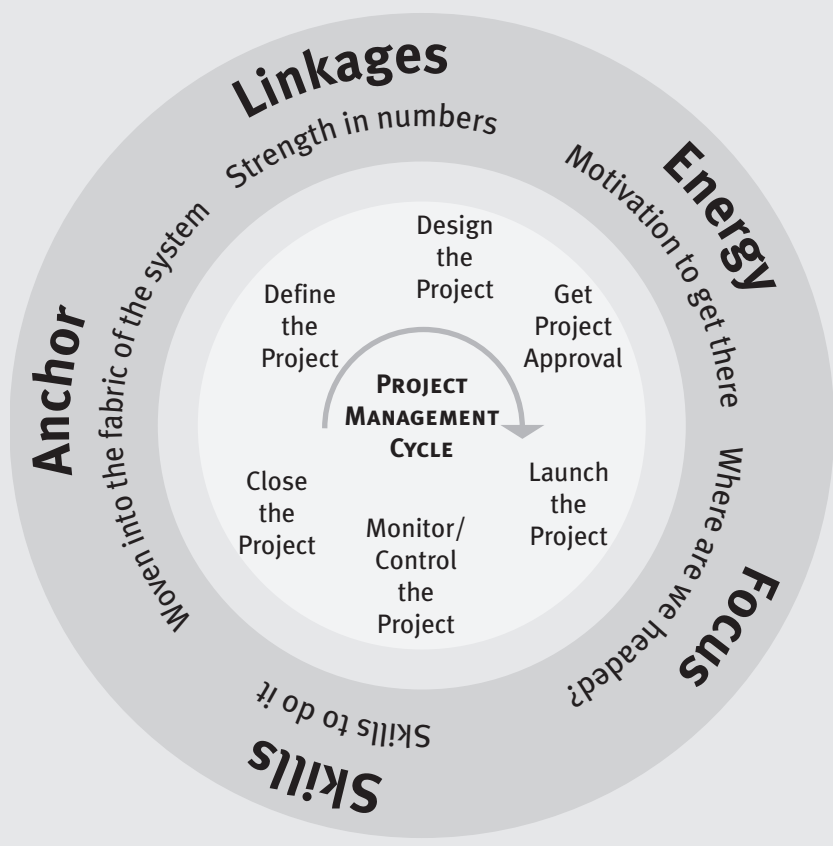 Linkages
Strength in numbers
Energy
Motivation to get there
Focus
Where are we headed?
Skills
Skills to do it
Anchor
Woven into the fabric of the system
Design
the
Project
Get
Project
Approval
Launch
the
Project
Monitor/
Control
the
Project
Close
the
Project
Define
the
Project
PROJECT
MANAGEMENT
CYCLE